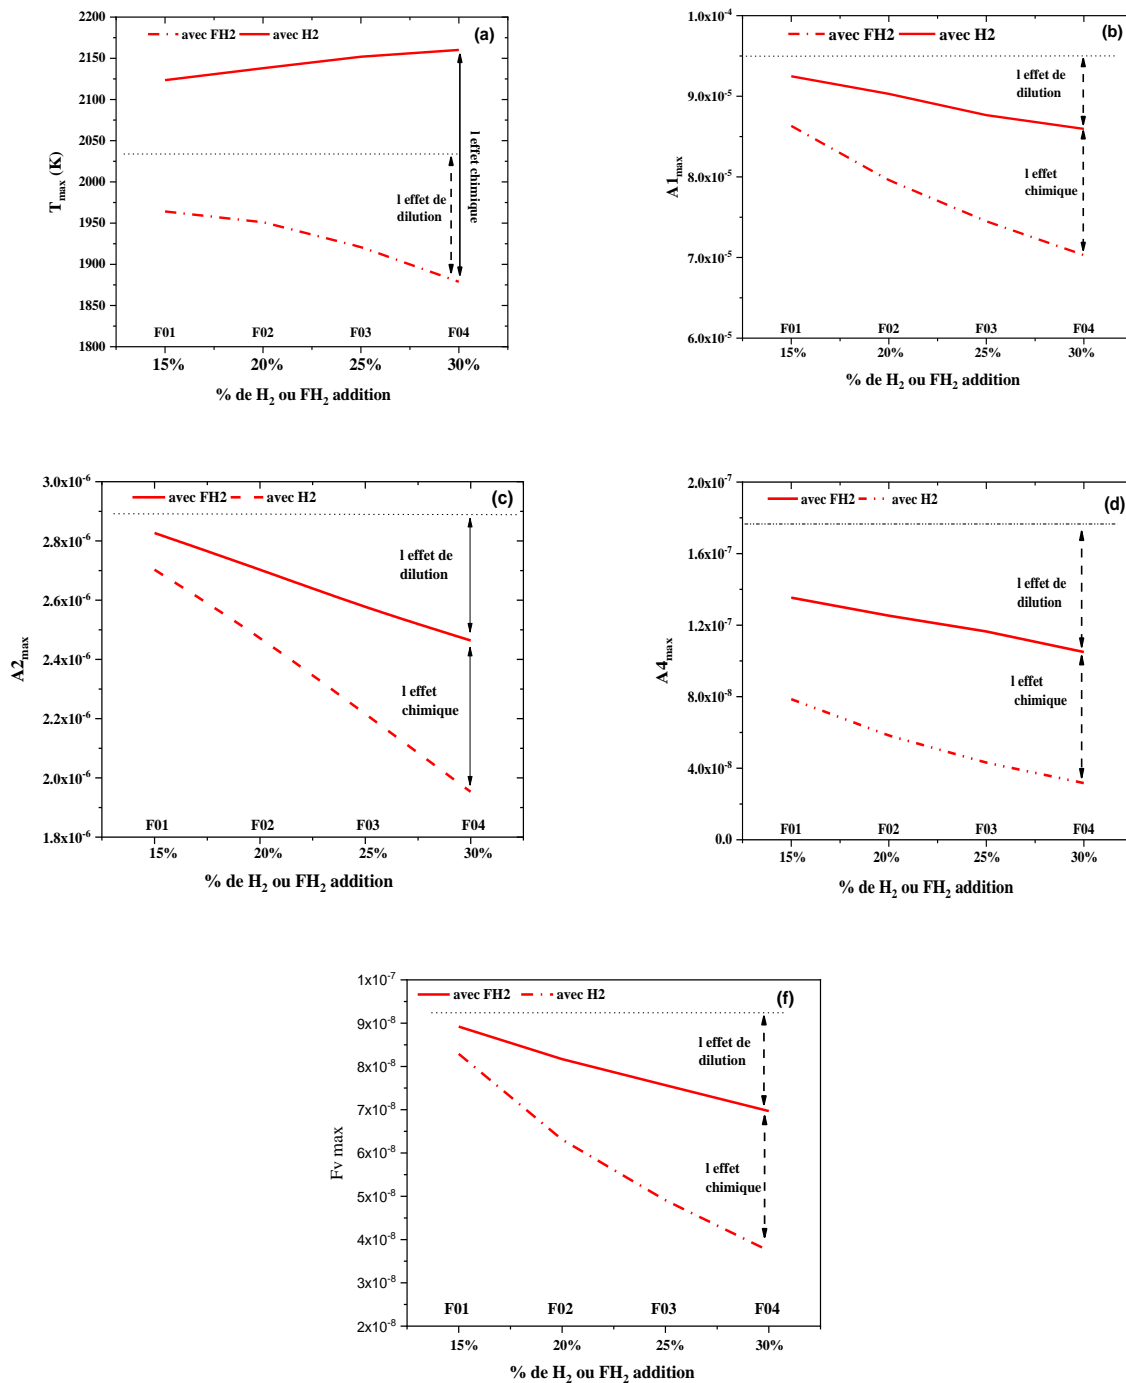 2200
2150
2100
2050
2000
1950
1900
1850
1800
T_max (K)
avec FH2 avec H2
(a)
l effet chimique
l effet de
dilution
F01 F02 F03 F04
15% 20% 25% 30%
% de H₂ ou FH₂ addition
1.0x10⁻⁴
9.0x10⁻⁵
8.0x10⁻⁵
7.0x10⁻⁵
6.0x10⁻⁵
A1_max
avec FH2 avec H2
(b)
l effet de
dilution
l effet
chimique
F01 F02 F03 F04
15% 20% 25% 30%
% de H₂ ou FH₂ addition
3.0x10⁻⁶
2.8x10⁻⁶
2.6x10⁻⁶
2.4x10⁻⁶
2.2x10⁻⁶
2.0x10⁻⁶
1.8x10⁻⁶
A2_max
avec FH2 avec H2
(c)
l effet de
dilution
l effet
chimique
F01 F02 F03 F04
15% 20% 25% 30%
% de H₂ ou FH₂ addition
2.0x10⁻⁷
1.6x10⁻⁷
1.2x10⁻⁷
8.0x10⁻⁸
4.0x10⁻⁸
0.0
A4_max
avec FH2 avec H2
(d)
l effet de
dilution
l effet
chimique
F01 F02 F03 F04
15% 20% 25% 30%
% de H₂ ou FH₂ addition
1x10⁻⁷
9x10⁻⁸
8x10⁻⁸
7x10⁻⁸
6x10⁻⁸
5x10⁻⁸
4x10⁻⁸
3x10⁻⁸
2x10⁻⁸
Fv max
avec FH2 avec H2
(f)
l effet de
dilution
l effet
chimique
F01 F02 F03 F04
15% 20% 25% 30%
% de H₂ ou FH₂ addition